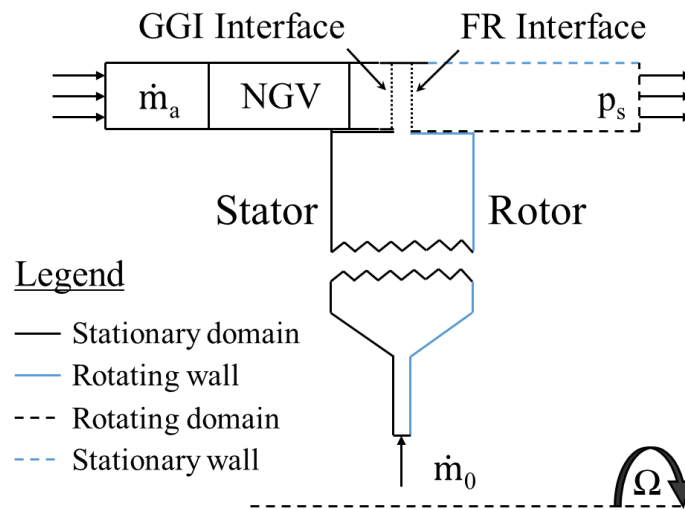 GGI Interface
FR Interface
ṁa
NGV
ps
Stator
Rotor
Legend
Stationary domain
Rotating wall
Rotating domain
Stationary wall
ṁ0
Ω